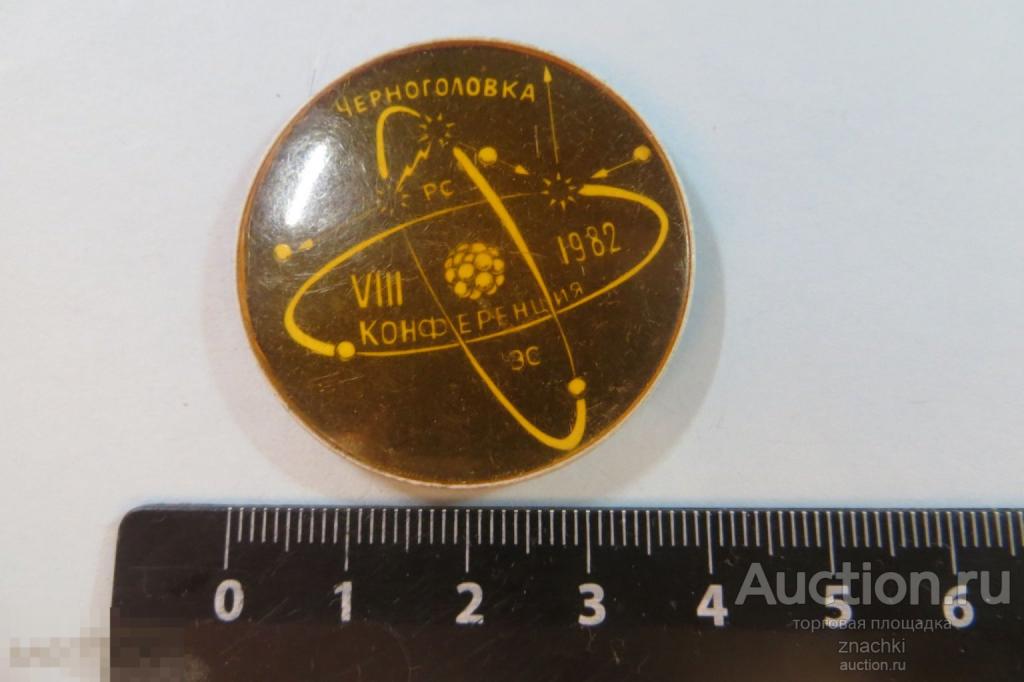 ЧЕРНОГОЛОВКА
РС
VIII
1982
КОНФЕРЕНЦИЯ
ЭС
0 1 2 3 4 5 6
Auction.ru
торговая площадка
znachki
auction.ru